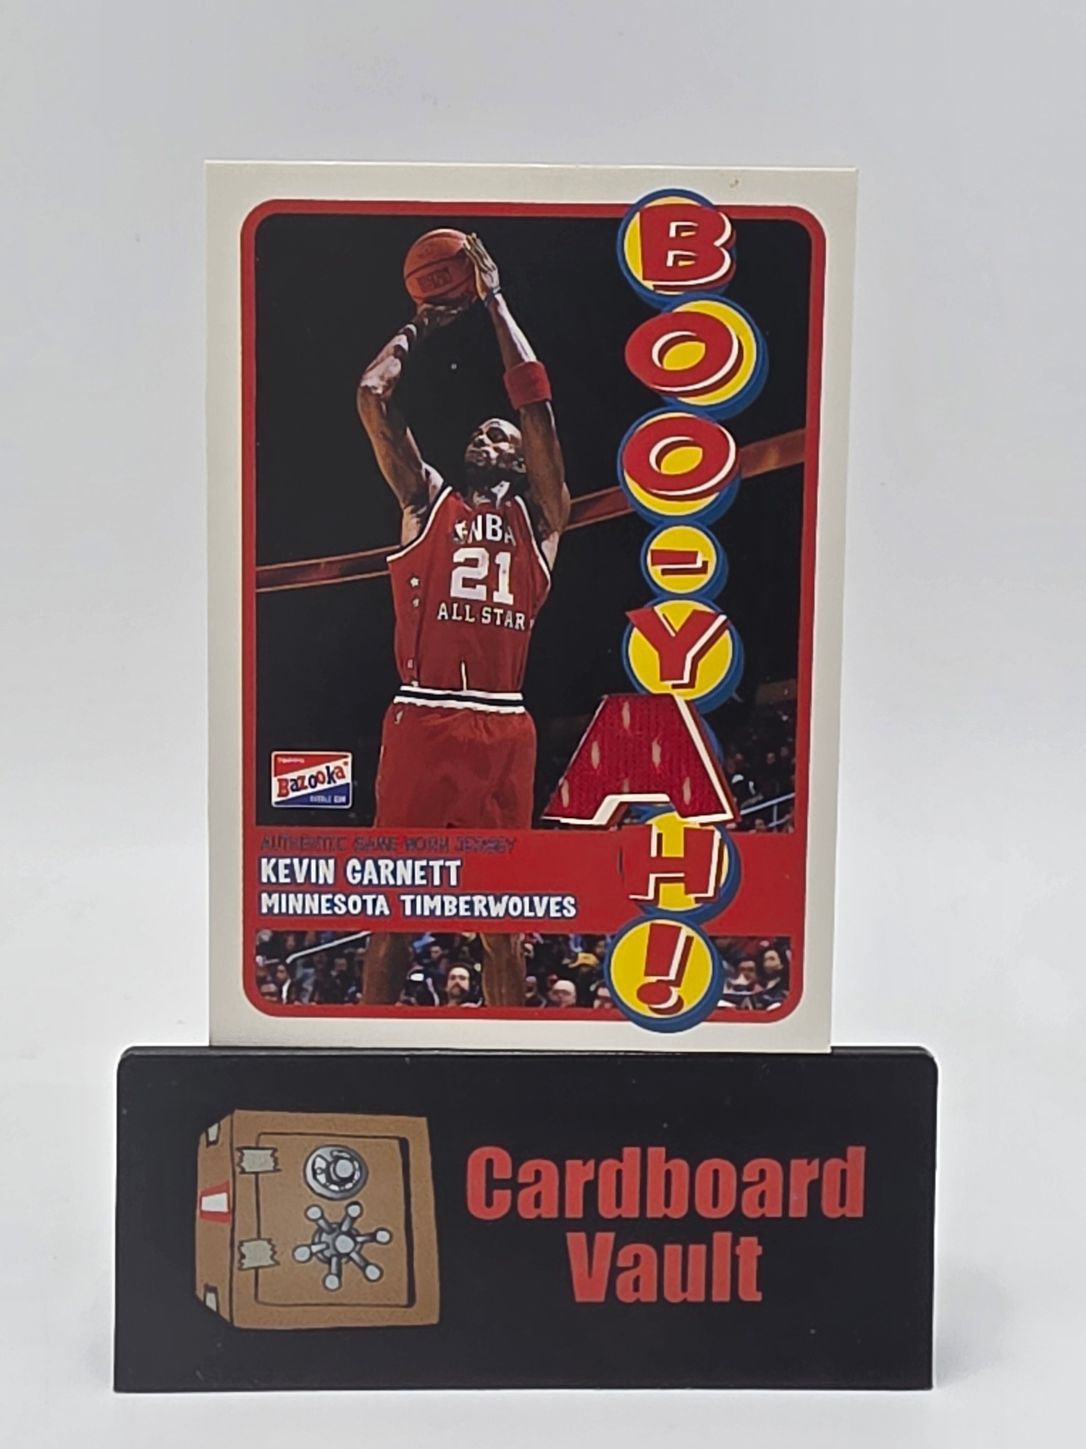 BOO-YAH!
NBA
21
ALL STAR
Bazooka
AUTHENTIC GAME-WORN JERSEY
KEVIN GARNETT
MINNESOTA TIMBERWOLVES
Cardboard
Vault